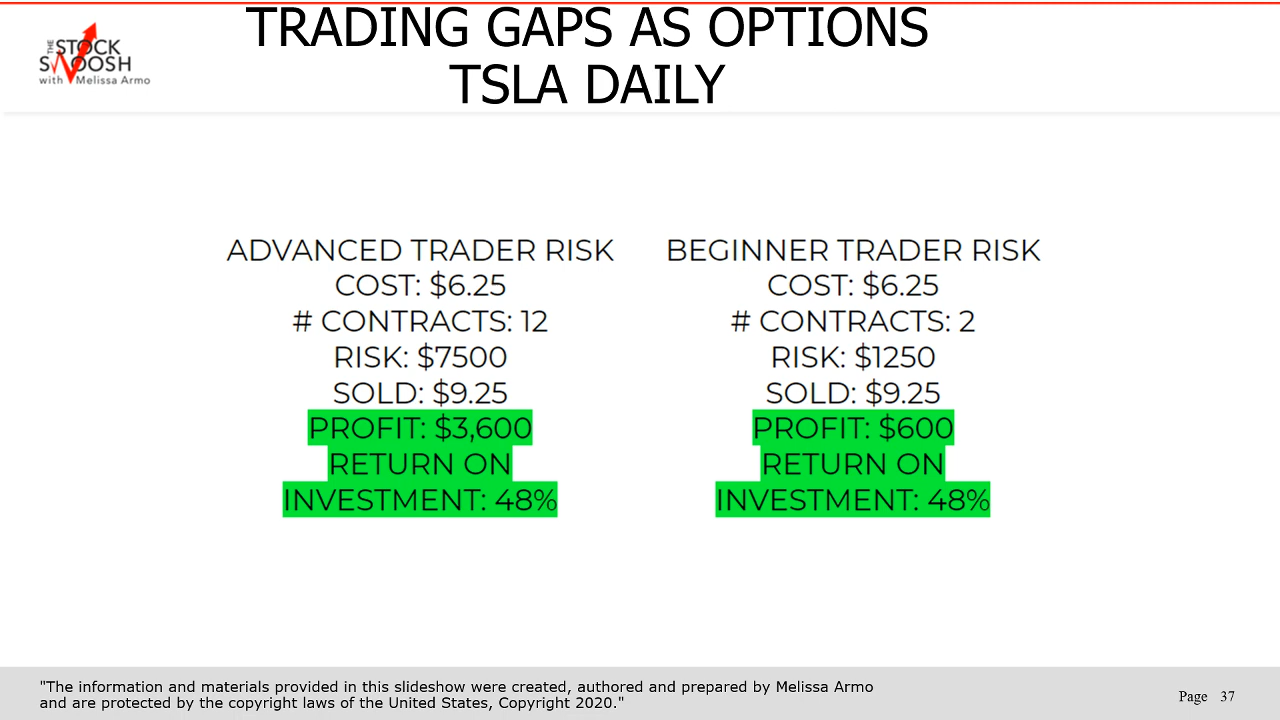 TRADING GAPS AS OPTIONS
TSLA DAILY
THE STOCK
SWOOSH
with Melissa Armo
ADVANCED TRADER RISK
COST: $6.25
# CONTRACTS: 12
RISK: $7500
SOLD: $9.25
PROFIT: $3,600
RETURN ON
INVESTMENT: 48%
BEGINNER TRADER RISK
COST: $6.25
# CONTRACTS: 2
RISK: $1250
SOLD: $9.25
PROFIT: $600
RETURN ON
INVESTMENT: 48%
"The information and materials provided in this slideshow were created, authored and prepared by Melissa Armo
and are protected by the copyright laws of the United States, Copyright 2020."
Page 37